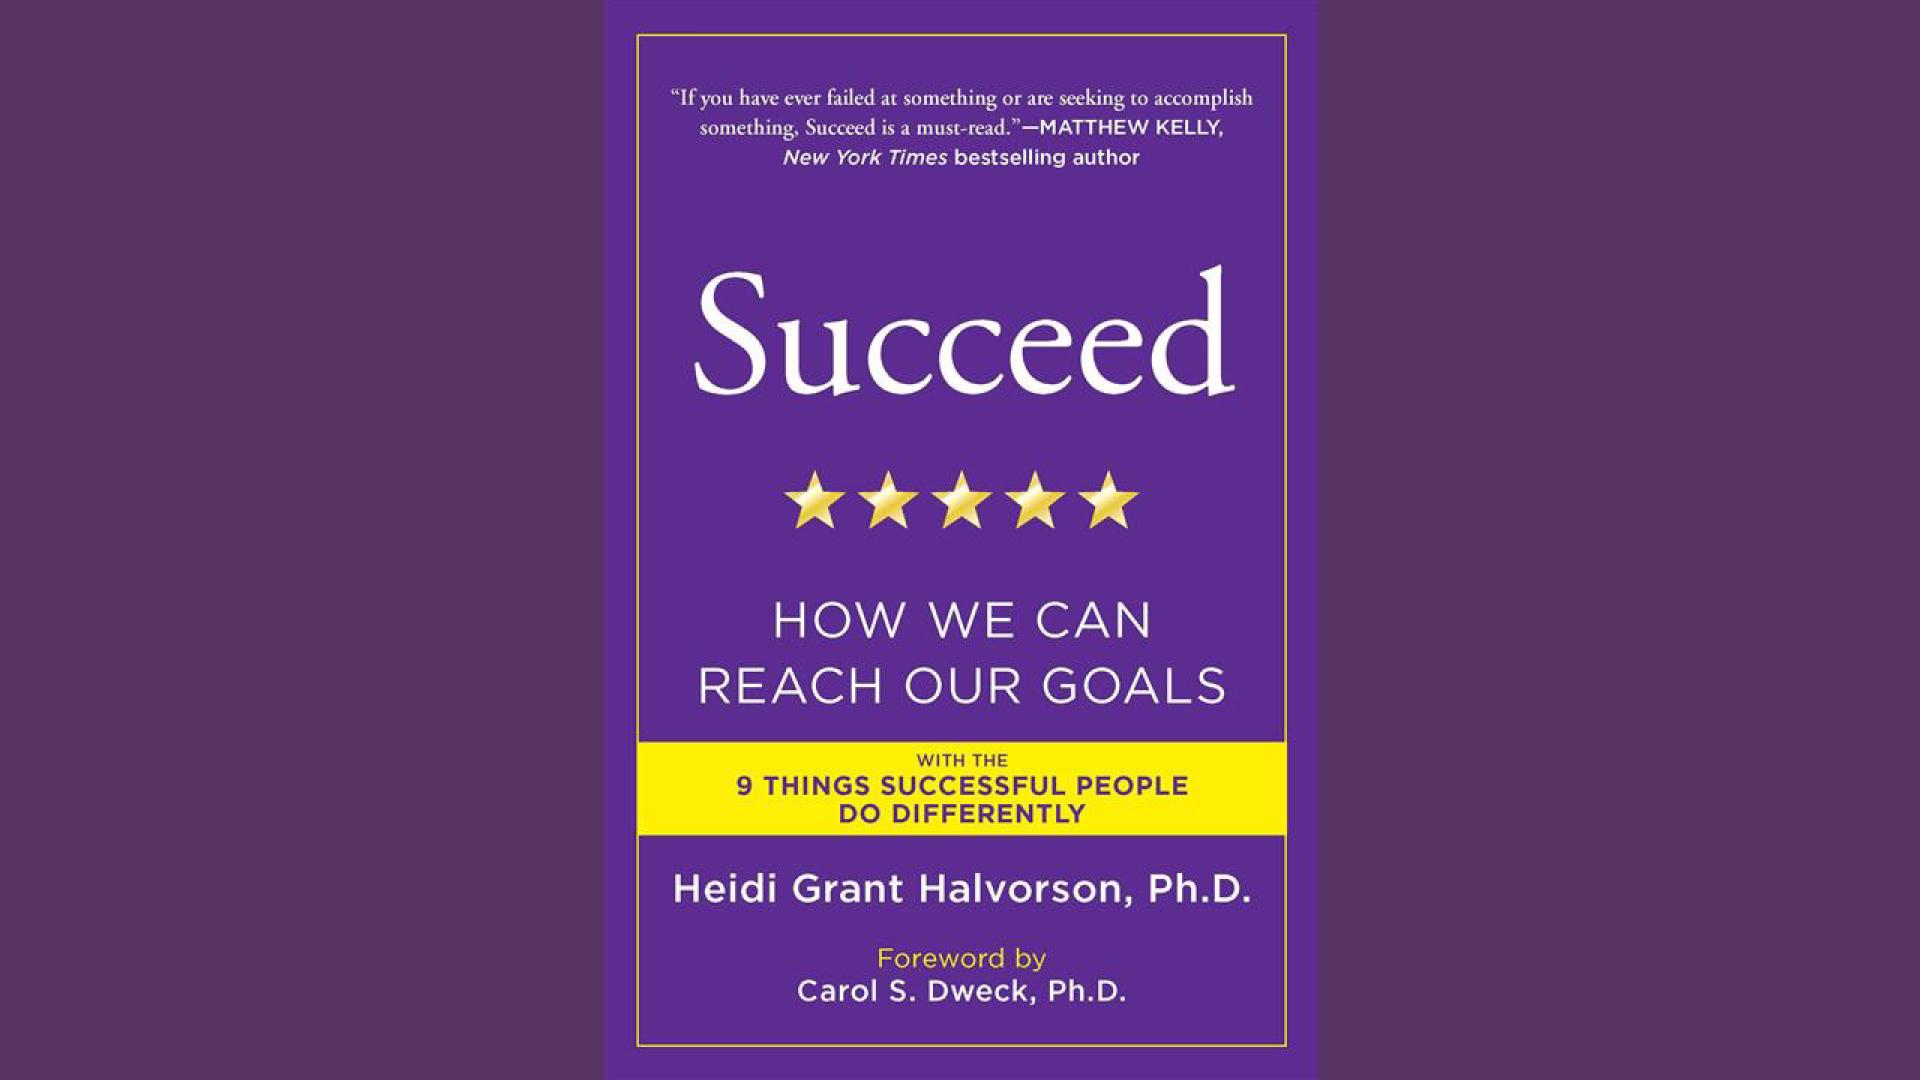 “If you have ever failed at something or are seeking to accomplish
something, Succeed is a must-read.”—MATTHEW KELLY,
New York Times bestselling author
Succeed
HOW WE CAN
REACH OUR GOALS
WITH THE
9 THINGS SUCCESSFUL PEOPLE
DO DIFFERENTLY
Heidi Grant Halvorson, Ph.D.
Foreword by
Carol S. Dweck, Ph.D.